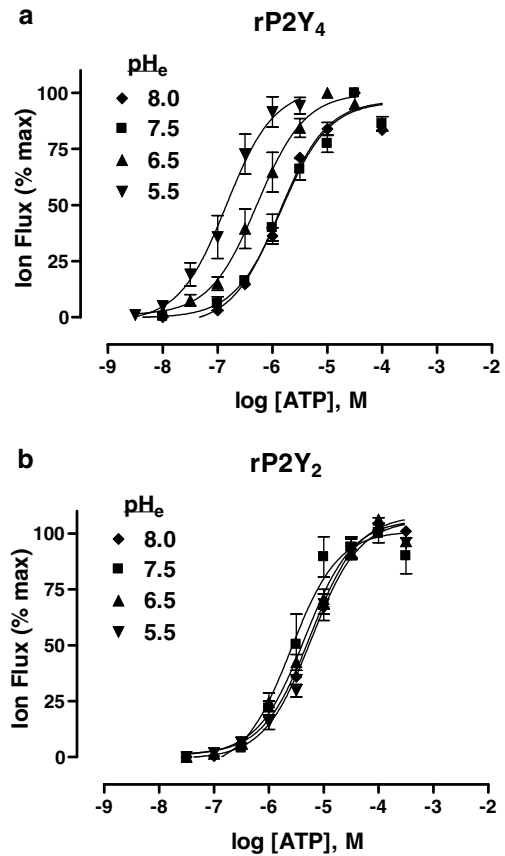 a
rP2Y4
pHe
8.0
7.5
6.5
5.5
Ion Flux (% max)
100
75
50
25
0
-9 -8 -7 -6 -5 -4 -3 -2
log [ATP], M
b
rP2Y2
pHe
8.0
7.5
6.5
5.5
Ion Flux (% max)
100
75
50
25
0
-9 -8 -7 -6 -5 -4 -3 -2
log [ATP], M